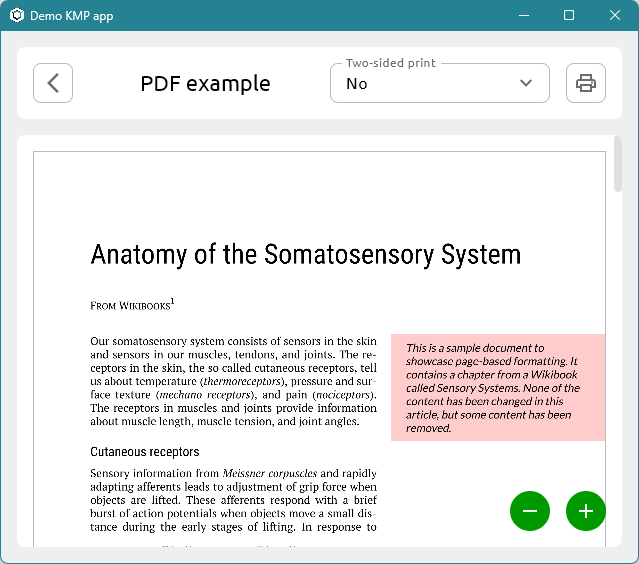 Demo KMP app
PDF example
Two-sided print
No
Anatomy of the Somatosensory System
From Wikibooks1
Our somatosensory system consists of sensors in the skin
and sensors in our muscles, tendons, and joints. The re-
ceptors in the skin, the so called cutaneous receptors, tell
us about temperature (thermoreceptors), pressure and sur-
face texture (mechano receptors), and pain (nociceptors).
The receptors in muscles and joints provide information
about muscle length, muscle tension, and joint angles.
This is a sample document to
showcase page-based formatting. It
contains a chapter from a Wikibook
called Sensory Systems. None of the
content has been changed in this
article, but some content has been
removed.
Cutaneous receptors
Sensory information from Meissner corpuscles and rapidly
adapting afferents leads to adjustment of grip force when
objects are lifted. These afferents respond with a brief
burst of action potentials when objects move a small dis-
tance during the early stages of lifting. In response to